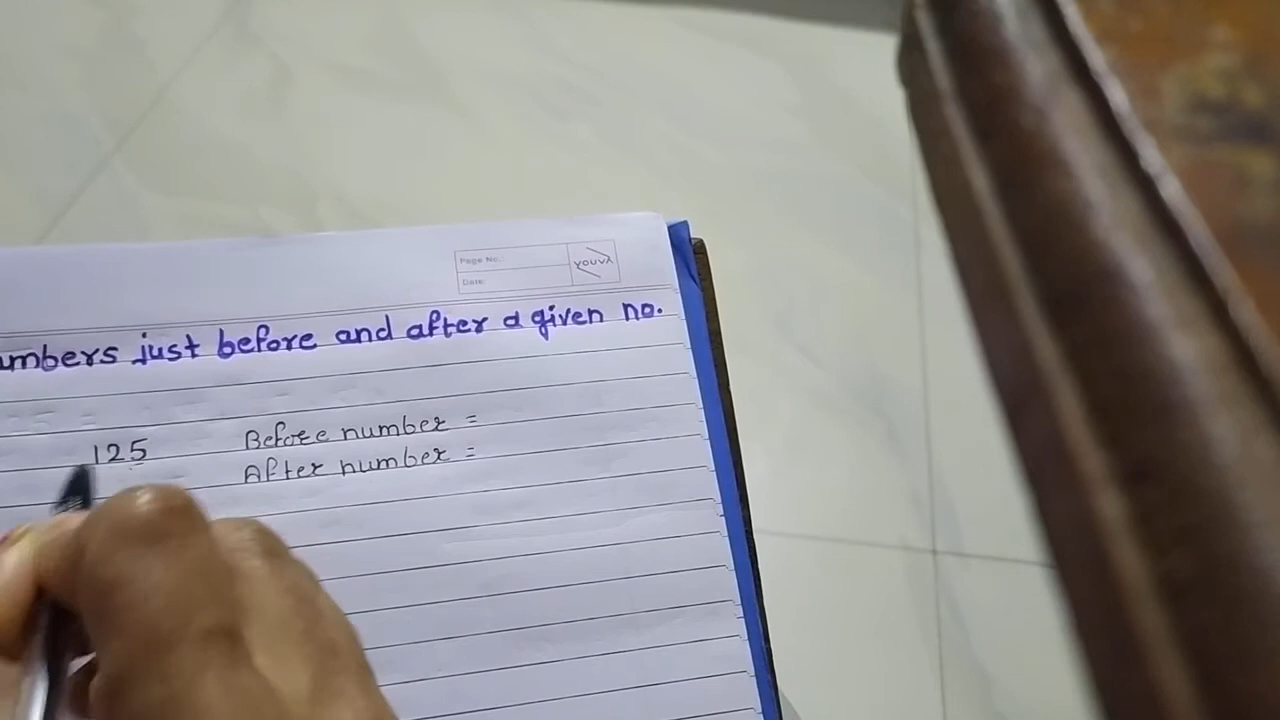 Page No.:
Date:
YOUVA
umbers just before and after a given no.
125 Before number =
After number =